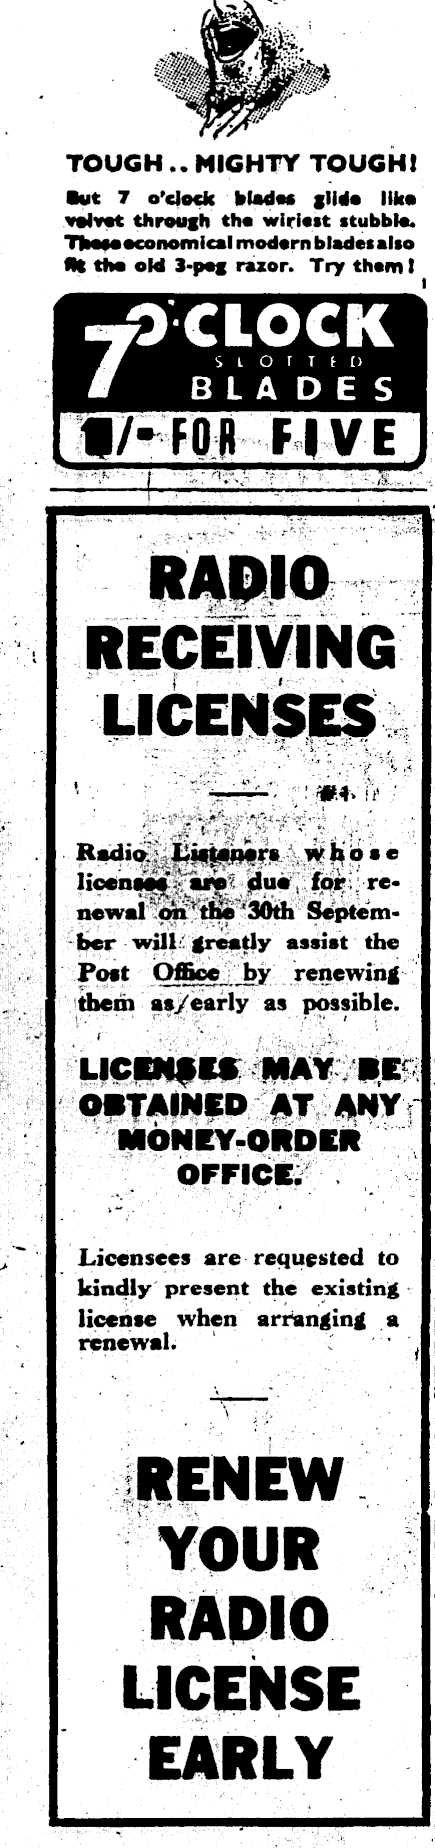 TOUGH .. MIGHTY TOUGH!
But 7 o'clock blades glide like
velvet through the wiriest stubble.
These economical modern blades also
fit the old 3-peg razor. Try them!
7 O'CLOCK
SLOTTED
BLADES
1/- FOR FIVE
RADIO
RECEIVING
LICENSES
Radio Listeners whose
licenses are due for re-
newal on the 30th Septem-
ber will greatly assist the
Post Office by renewing
them as early as possible.
LICENSES MAY BE
OBTAINED AT ANY
MONEY-ORDER
OFFICE.
Licensees are requested to
kindly present the existing
license when arranging a
renewal.
RENEW
YOUR
RADIO
LICENSE
EARLY